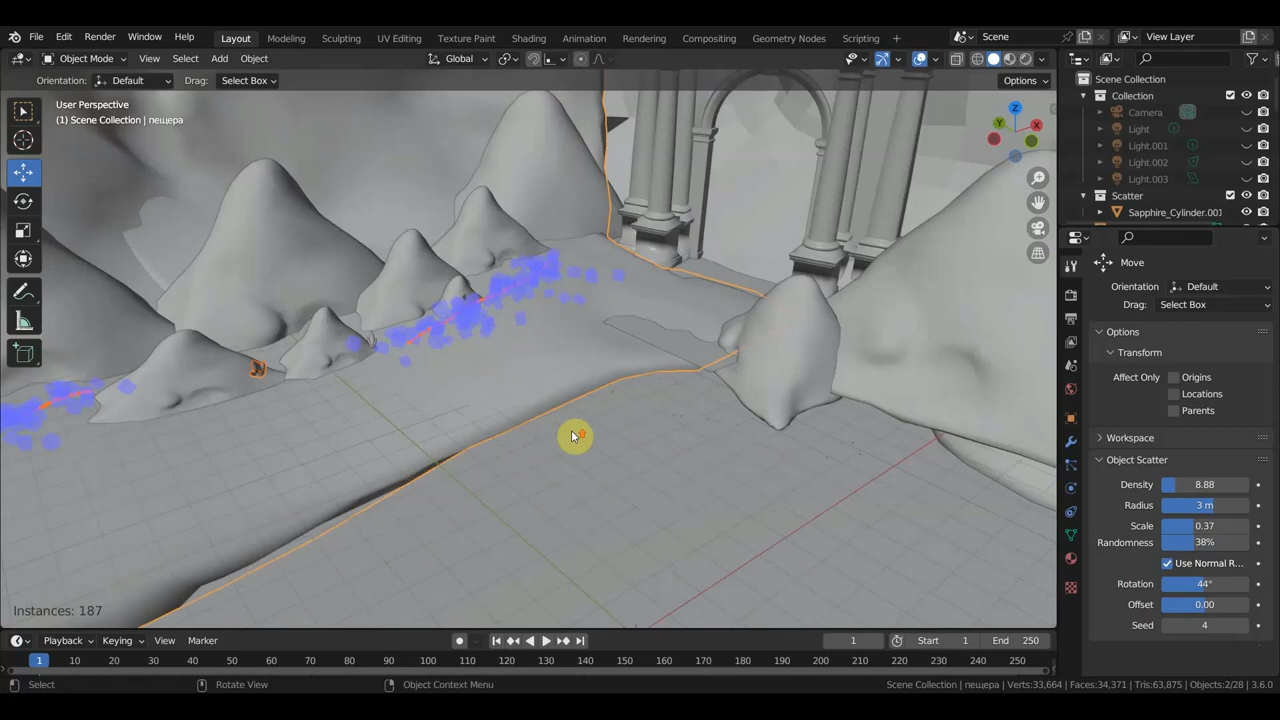 File Edit Render Window Help Layout Modeling Sculpting UV Editing Texture Paint Shading Animation Rendering Compositing Geometry Nodes Scripting + Scene View Layer
Object Mode View Select Add Object Global
Orientation: Default Drag: Select Box Options
User Perspective
(1) Scene Collection | пещера
Z
Y
X
Instances: 187
Scene Collection
Collection
Camera
Light
Light.001
Light.002
Light.003
Scatter
Sapphire_Cylinder.001
Move
Orientation Default
Drag: Select Box
Options
Transform
Affect Only Origins
Locations
Parents
Workspace
Object Scatter
Density 8.88
Radius 3 m
Scale 0.37
Randomness 38%
Use Normal R...
Rotation 44°
Offset 0.00
Seed 4
Playback Keying View Marker 1 Start 1 End 250
1 10 20 30 40 50 60 70 80 90 100 110 120 130 140 150 160 170 180 190 200 210 220 230 240 250
Select Rotate View Object Context Menu Scene Collection | пещера | Verts:33,664 | Faces:34,371 | Tris:63,875 | Objects:2/28 | 3.6.0